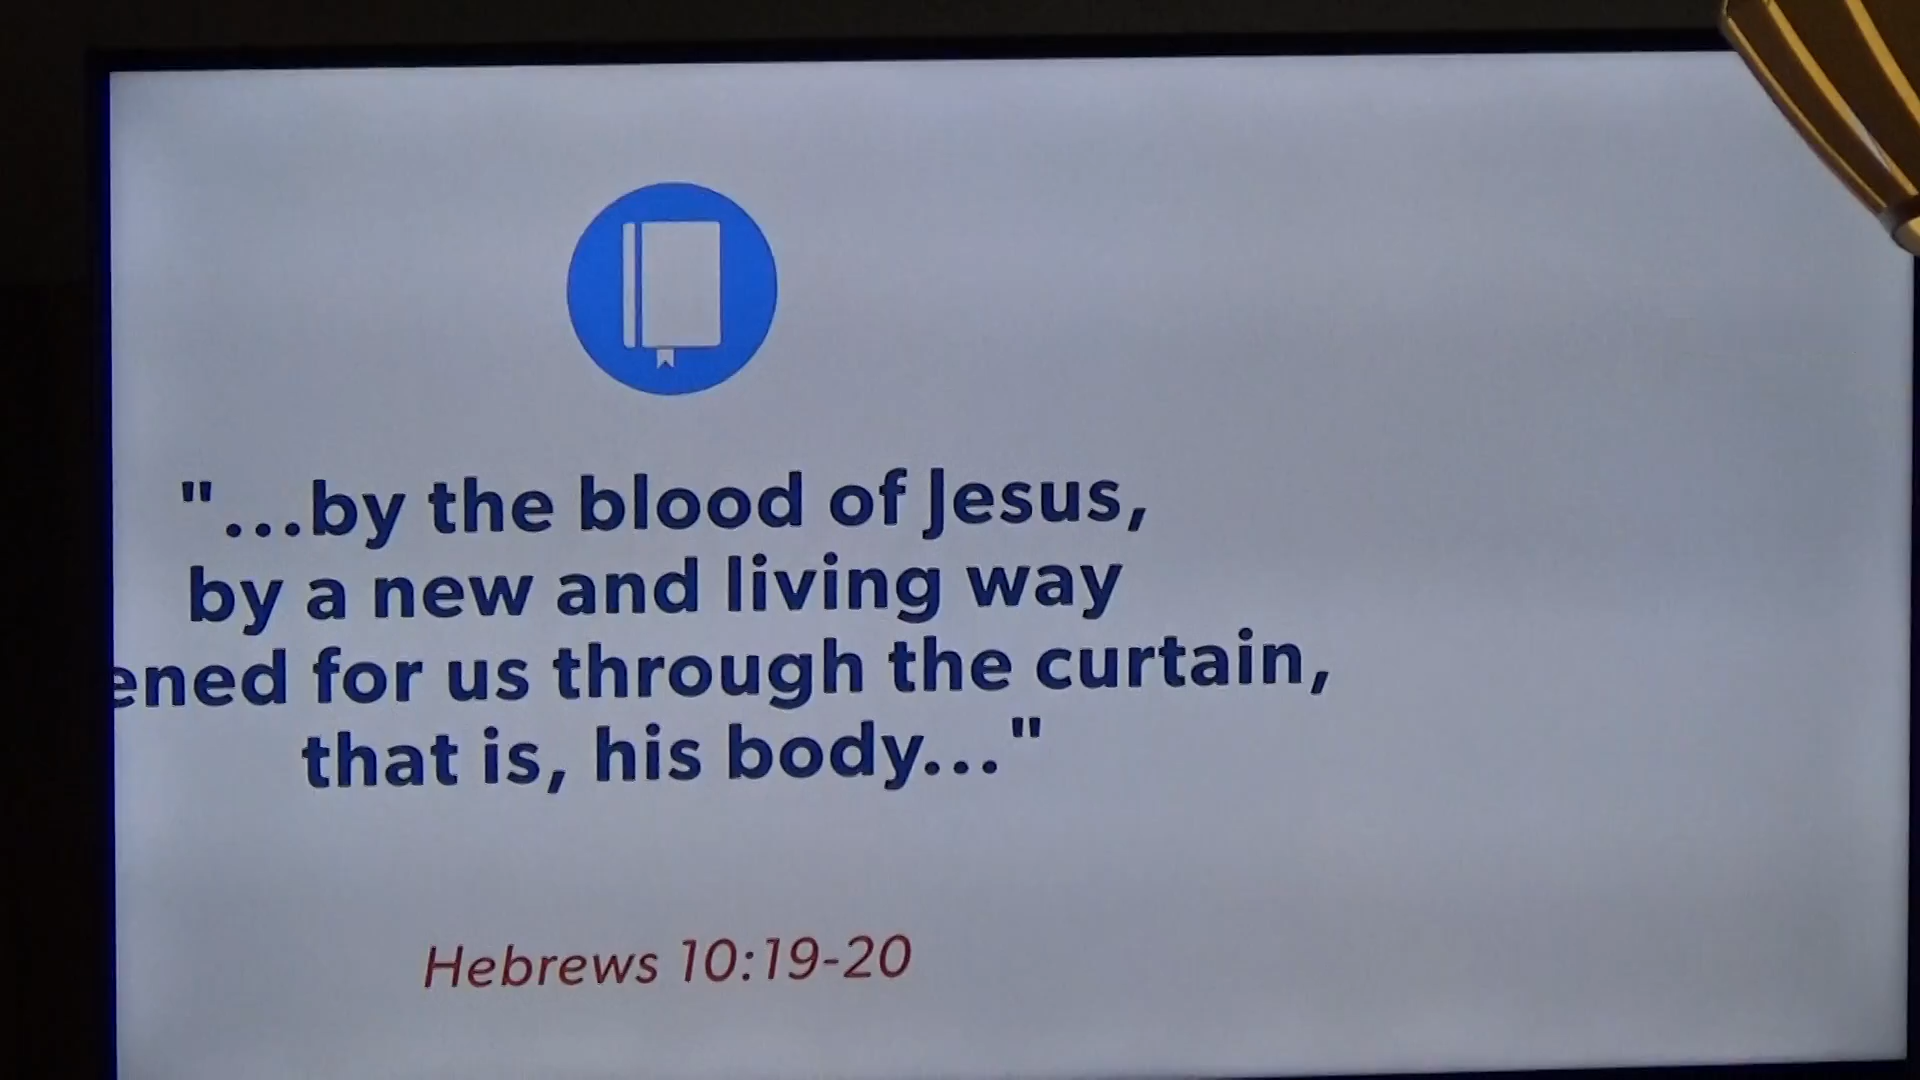 "...by the blood of Jesus,
by a new and living way
ened for us through the curtain,
that is, his body..."
Hebrews 10:19-20